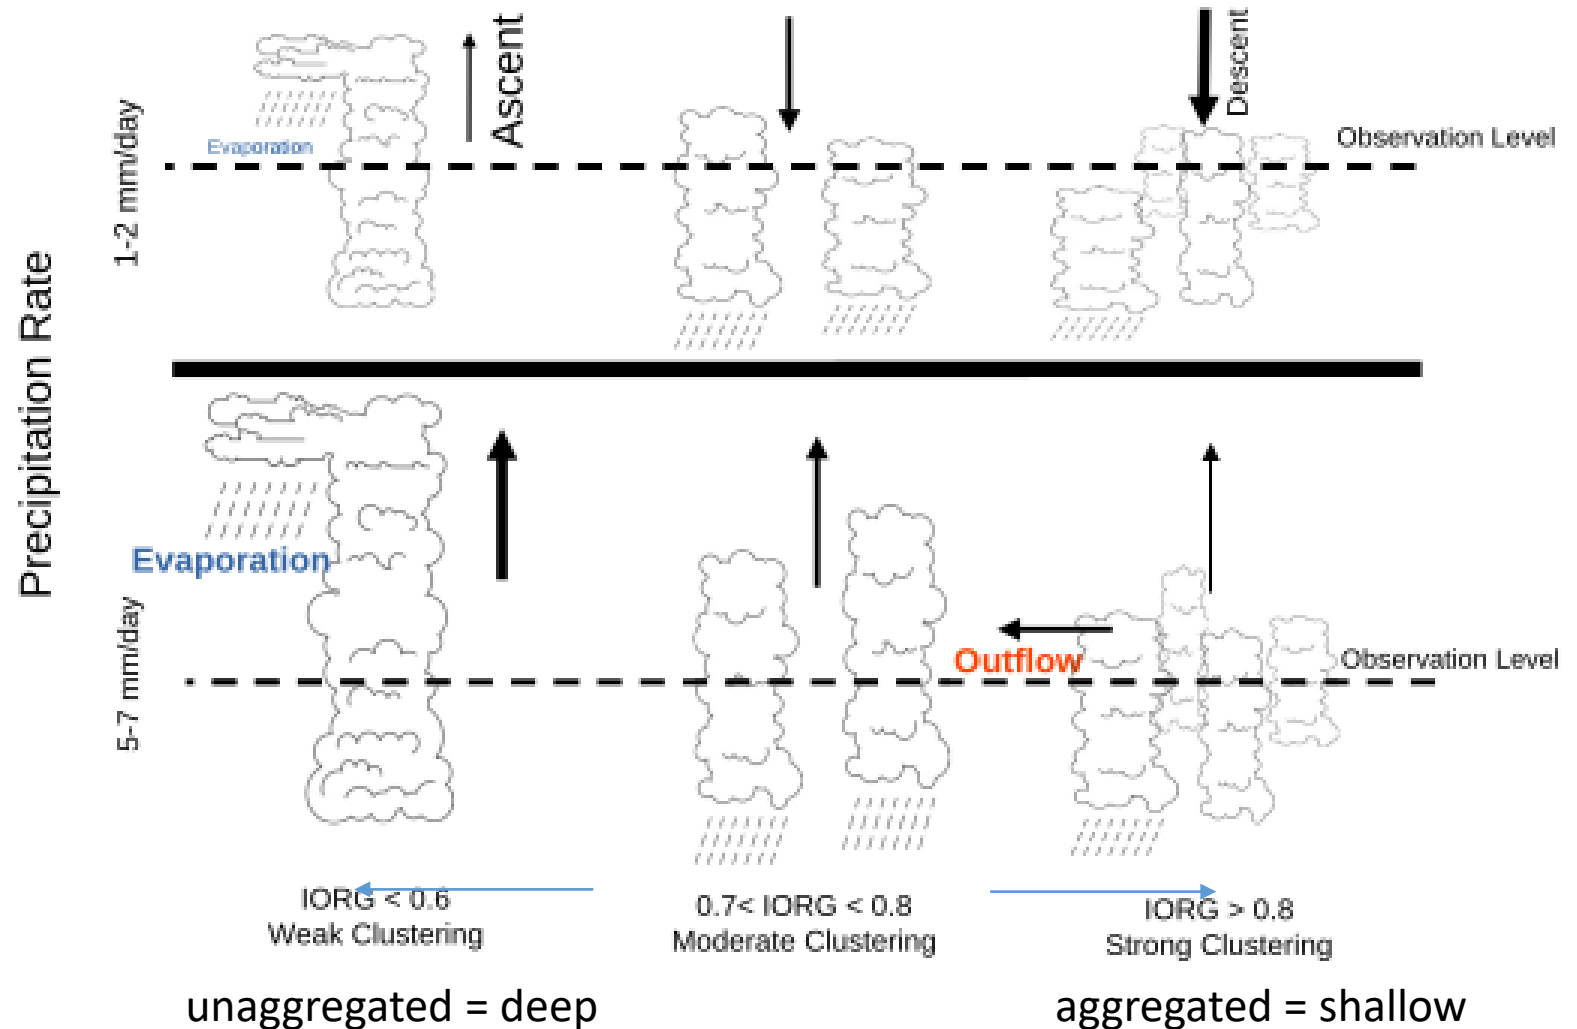 Precipitation Rate
1-2 mm/day
Evaporation
Ascent
Descent
Observation Level
5-7 mm/day
Evaporation
Outflow
Observation Level
IORG < 0.6
Weak Clustering
0.7< IORG < 0.8
Moderate Clustering
IORG > 0.8
Strong Clustering
unaggregated = deep
aggregated = shallow